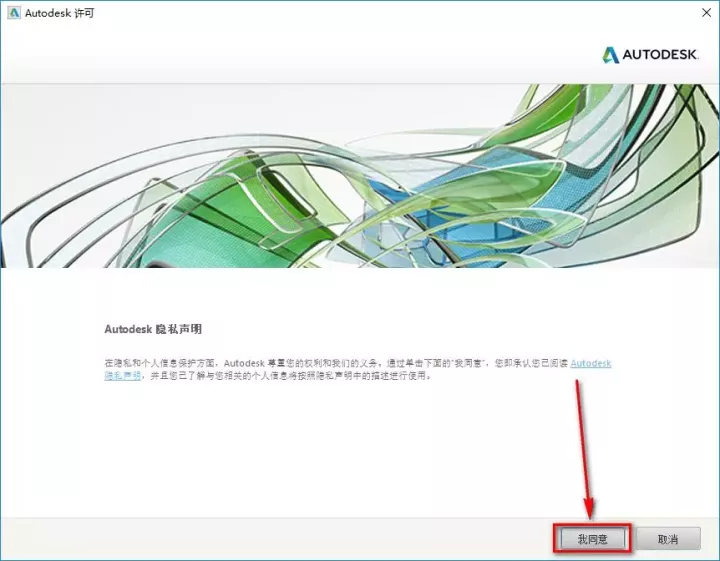 Autodesk 许可
AUTODESK.
Autodesk 隐私声明
在隐私和个人信息保护方面，Autodesk 尊重您的权利和我们的义务。通过单击下面的“我同意”，您即承认您已阅读 Autodesk
隐私声明，并且您已了解与您相关的个人信息将按照隐私声明中的描述进行使用。
我同意
取消